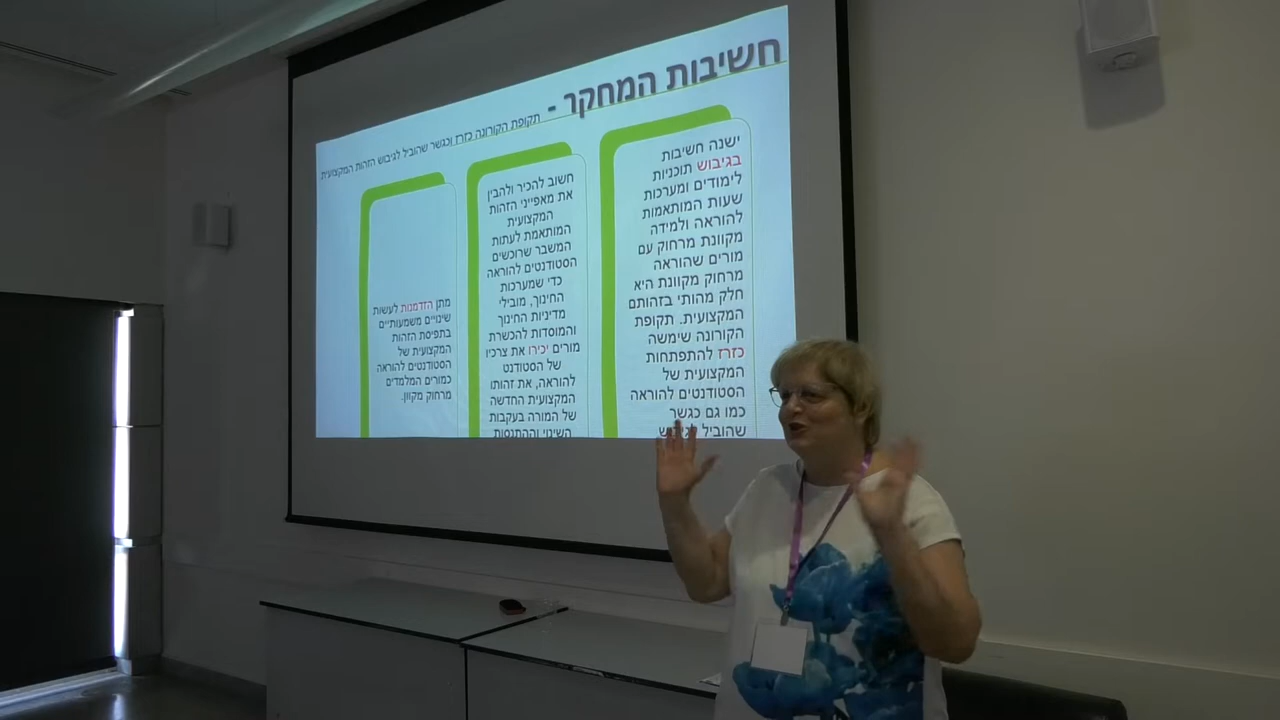 חשיבות המחקר -
תקופת הקורונה כזרז וכגשר שהוביל לגיבוש הזהות המקצועית
ישנה חשיבות
בגיבוש תוכניות
לימודים ומערכות
שעות המותאמות
להוראה ולמידה
מקוונת מרחוק עם
מורים שהוראה
מרחוק מקוונת היא
חלק מהותי בזהותם
המקצועית. תקופת
הקורונה שימשה
כזרז להתפתחות
המקצועית של
הסטודנטים להוראה
כמו גם כגשר
שהוביל
חשוב להכיר ולהבין
את מאפייני הזהות
המקצועית
המותאמת לעתות
המשבר שרוכשים
הסטודנטים להוראה
כדי שמערכות
החינוך, מובילי
מדיניות החינוך
והמוסדות להכשרת
מורים יכירו את צרכיו
של הסטודנט
להוראה, את זהותו
המקצועית החדשה
של המורה בעקבות
השינוי וההתנסות
מתן הזדמנות לעשות
שינויים משמעותיים
בתפיסת הזהות
המקצועית של
הסטודנטים להוראה
כמורים המלמדים
מרחוק מקוון.